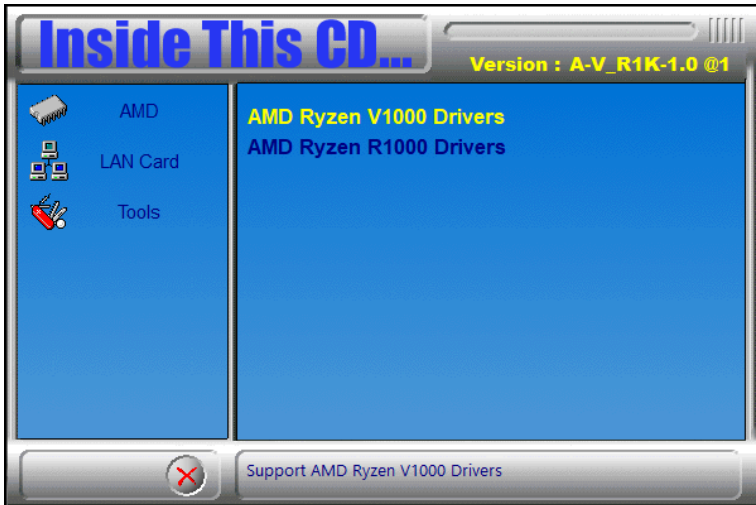 Inside This CD...
Version : A-V_R1K-1.0 @1
AMD
LAN Card
Tools
AMD Ryzen V1000 Drivers
AMD Ryzen R1000 Drivers
Support AMD Ryzen V1000 Drivers